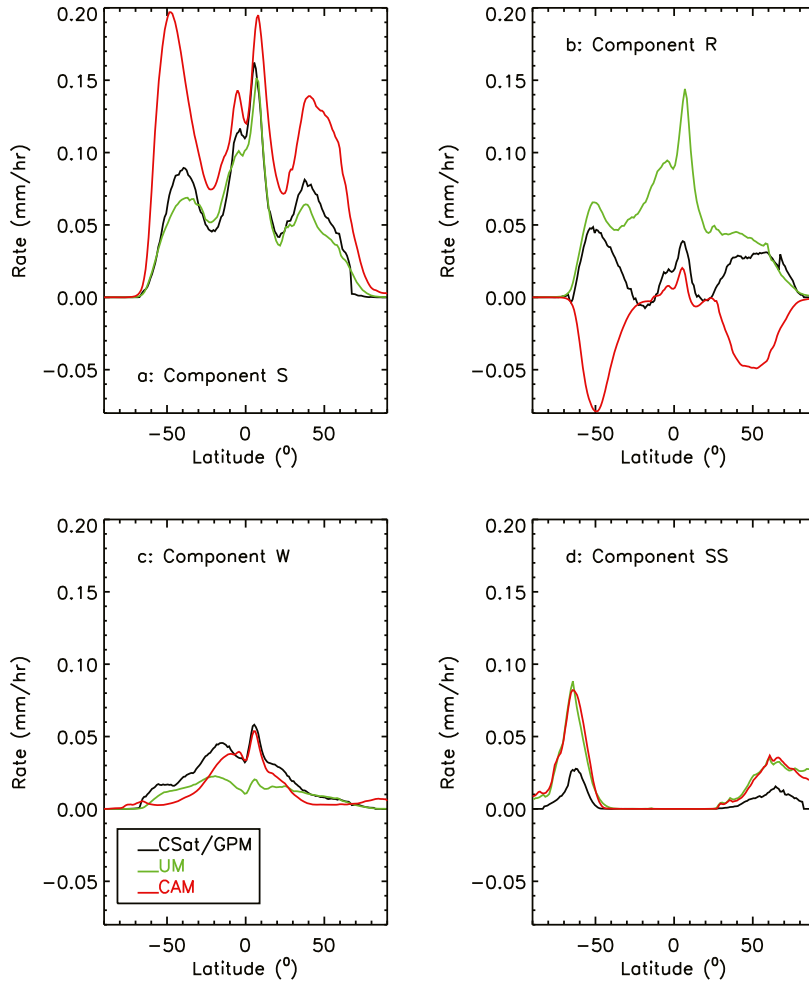 0.20
0.15
0.10
0.05
0.00
−0.05
Rate (mm/hr)
a: Component S
−50 0 50
Latitude (⁰)
0.20
0.15
0.10
0.05
0.00
−0.05
Rate (mm/hr)
b: Component R
−50 0 50
Latitude (⁰)
0.20
0.15
0.10
0.05
0.00
−0.05
Rate (mm/hr)
c: Component W
CSat/GPM
UM
CAM
−50 0 50
Latitude (⁰)
0.20
0.15
0.10
0.05
0.00
−0.05
Rate (mm/hr)
d: Component SS
−50 0 50
Latitude (⁰)